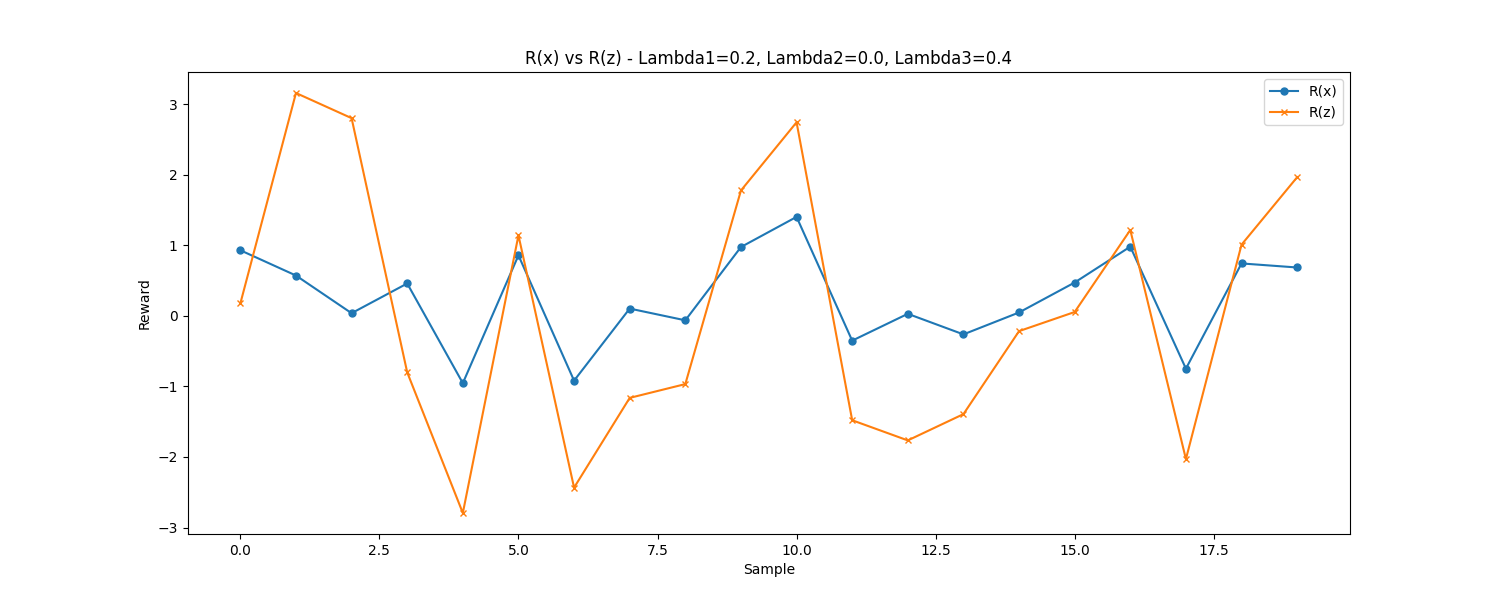 R(x) vs R(z) - Lambda1=0.2, Lambda2=0.0, Lambda3=0.4
R(x)
R(z)
Reward
3
2
1
0
−1
−2
−3
0.0 2.5 5.0 7.5 10.0 12.5 15.0 17.5
Sample